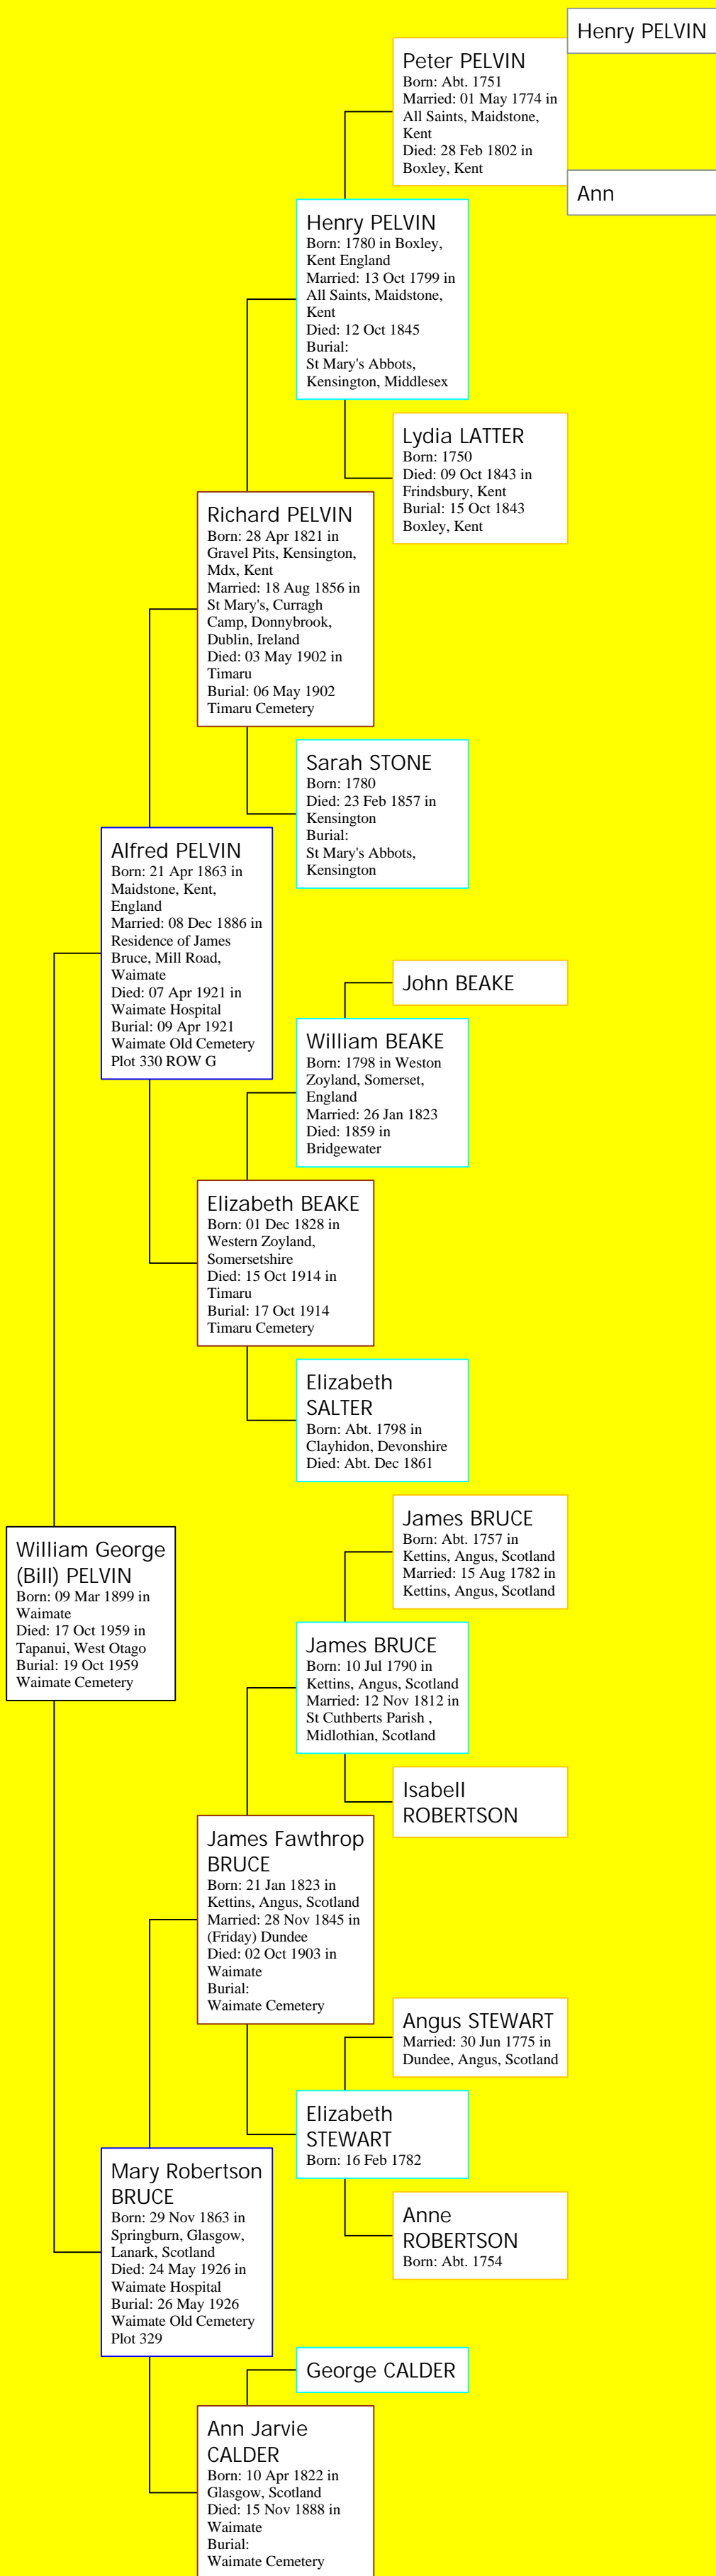 Henry PELVIN
Peter PELVIN
Born: Abt. 1751
Married: 01 May 1774 in
All Saints, Maidstone,
Kent
Died: 28 Feb 1802 in
Boxley, Kent
Ann
Henry PELVIN
Born: 1780 in Boxley,
Kent England
Married: 13 Oct 1799 in
All Saints, Maidstone,
Kent
Died: 12 Oct 1845
Burial:
St Mary's Abbots,
Kensington, Middlesex
Lydia LATTER
Born: 1750
Died: 09 Oct 1843 in
Frindsbury, Kent
Burial: 15 Oct 1843
Boxley, Kent
Richard PELVIN
Born: 28 Apr 1821 in
Gravel Pits, Kensington,
Mdx, Kent
Married: 18 Aug 1856 in
St Mary's, Curragh
Camp, Donnybrook,
Dublin, Ireland
Died: 03 May 1902 in
Timaru
Burial: 06 May 1902
Timaru Cemetery
Sarah STONE
Born: 1780
Died: 23 Feb 1857 in
Kensington
Burial:
St Mary's Abbots,
Kensington
Alfred PELVIN
Born: 21 Apr 1863 in
Maidstone, Kent,
England
Married: 08 Dec 1886 in
Residence of James
Bruce, Mill Road,
Waimate
Died: 07 Apr 1921 in
Waimate Hospital
Burial: 09 Apr 1921
Waimate Old Cemetery
Plot 330 ROW G
John BEAKE
William BEAKE
Born: 1798 in Weston
Zoyland, Somerset,
England
Married: 26 Jan 1823
Died: 1859 in
Bridgewater
Elizabeth BEAKE
Born: 01 Dec 1828 in
Western Zoyland,
Somersetshire
Died: 15 Oct 1914 in
Timaru
Burial: 17 Oct 1914
Timaru Cemetery
Elizabeth
SALTER
Born: Abt. 1798 in
Clayhidon, Devonshire
Died: Abt. Dec 1861
William George
(Bill) PELVIN
Born: 09 Mar 1899 in
Waimate
Died: 17 Oct 1959 in
Tapanui, West Otago
Burial: 19 Oct 1959
Waimate Cemetery
James BRUCE
Born: Abt. 1757 in
Kettins, Angus, Scotland
Married: 15 Aug 1782 in
Kettins, Angus, Scotland
James BRUCE
Born: 10 Jul 1790 in
Kettins, Angus, Scotland
Married: 12 Nov 1812 in
St Cuthberts Parish ,
Midlothian, Scotland
Isabell
ROBERTSON
James Fawthrop
BRUCE
Born: 21 Jan 1823 in
Kettins, Angus, Scotland
Married: 28 Nov 1845 in
(Friday) Dundee
Died: 02 Oct 1903 in
Waimate
Burial:
Waimate Cemetery
Angus STEWART
Married: 30 Jun 1775 in
Dundee, Angus, Scotland
Elizabeth
STEWART
Born: 16 Feb 1782
Anne
ROBERTSON
Born: Abt. 1754
Mary Robertson
BRUCE
Born: 29 Nov 1863 in
Springburn, Glasgow,
Lanark, Scotland
Died: 24 May 1926 in
Waimate Hospital
Burial: 26 May 1926
Waimate Old Cemetery
Plot 329
George CALDER
Ann Jarvie
CALDER
Born: 10 Apr 1822 in
Glasgow, Scotland
Died: 15 Nov 1888 in
Waimate
Burial:
Waimate Cemetery